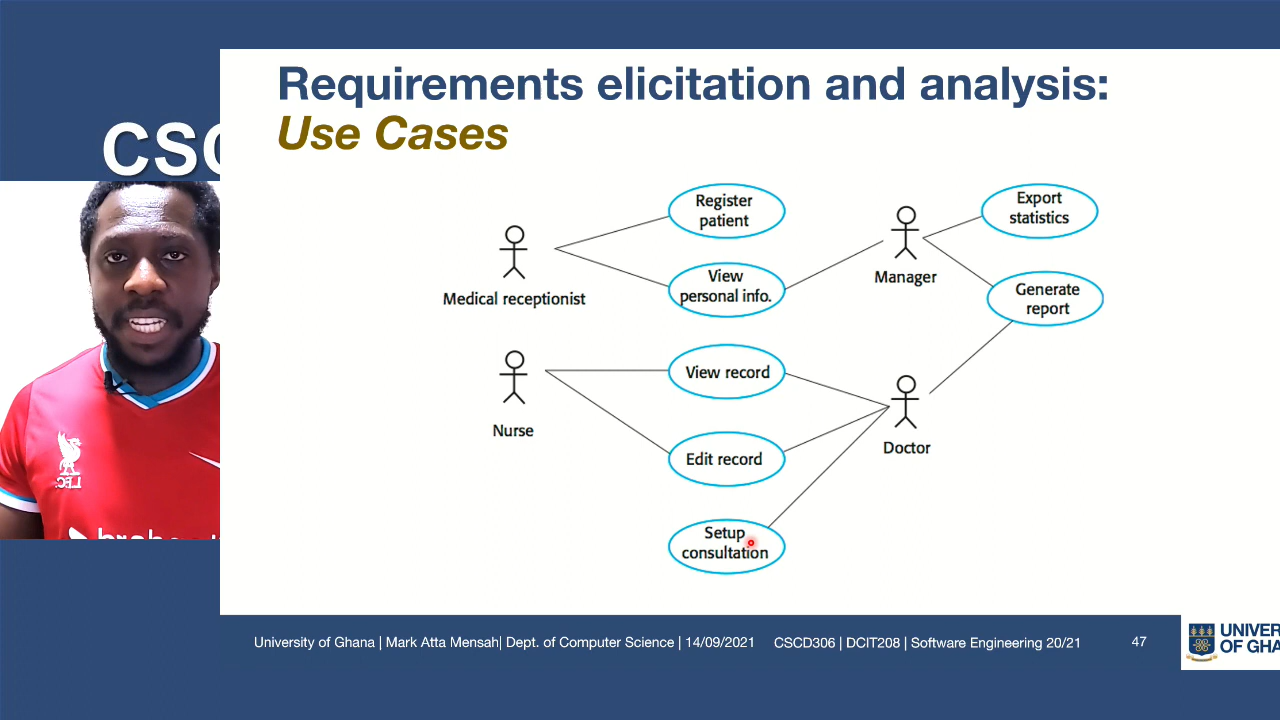 Requirements elicitation and analysis:
Use Cases
CSC
Register
patient
Export
statistics
View
personal info.
Manager
Generate
report
Medical receptionist
View record
Nurse
Doctor
Edit record
Setup
consultation
LFC
University of Ghana | Mark Atta Mensah| Dept. of Computer Science | 14/09/2021
CSCD306 | DCIT208 | Software Engineering 20/21
47
UNIVER
OF GHA